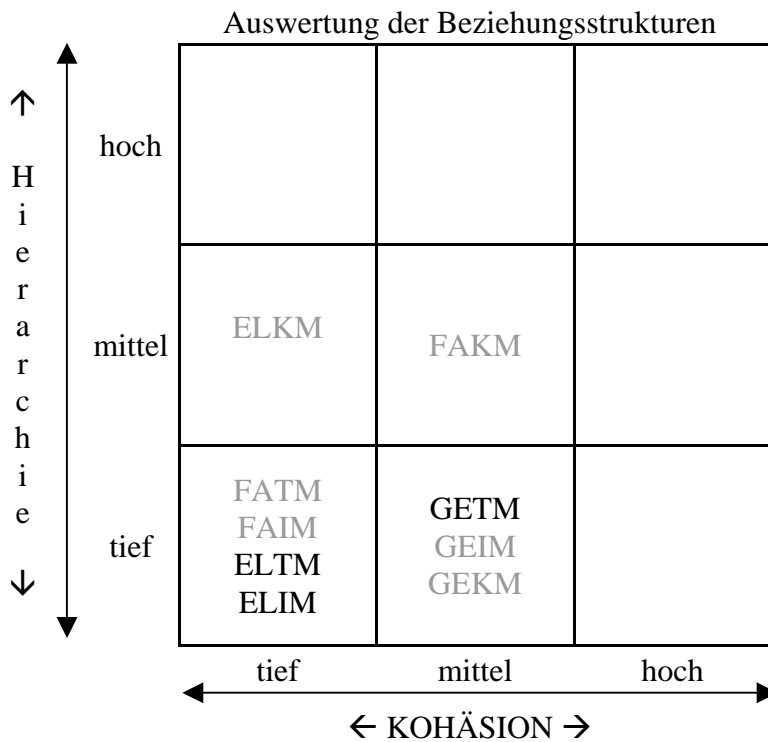 Auswertung der Beziehungsstrukturen
← Hierarchie →
hoch
mittel
tief
ELKM
FAKM
FATM
FAIM
ELTM
ELIM
GETM
GEIM
GEKM
tief mittel hoch
← KOHÄSION →